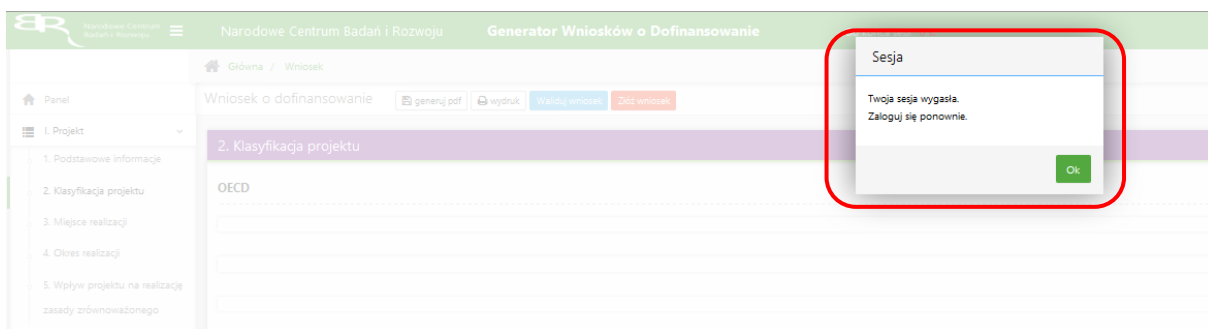 Narodowe Centrum
Badań i Rozwoju
Narodowe Centrum Badań i Rozwoju Generator Wniosków o Dofinansowanie
Główna / Wniosek
Panel
I. Projekt
1. Podstawowe informacje
2. Klasyfikacja projektu
3. Miejsce realizacji
4. Okres realizacji
5. Wpływ projektu na realizację
zasady zrównoważonego
Wniosek o dofinansowanie generuj pdf wydruk Waliduj wniosek Złóż wniosek
2. Klasyfikacja projektu
OECD
Sesja
Twoja sesja wygasła.
Zaloguj się ponownie.
Ok